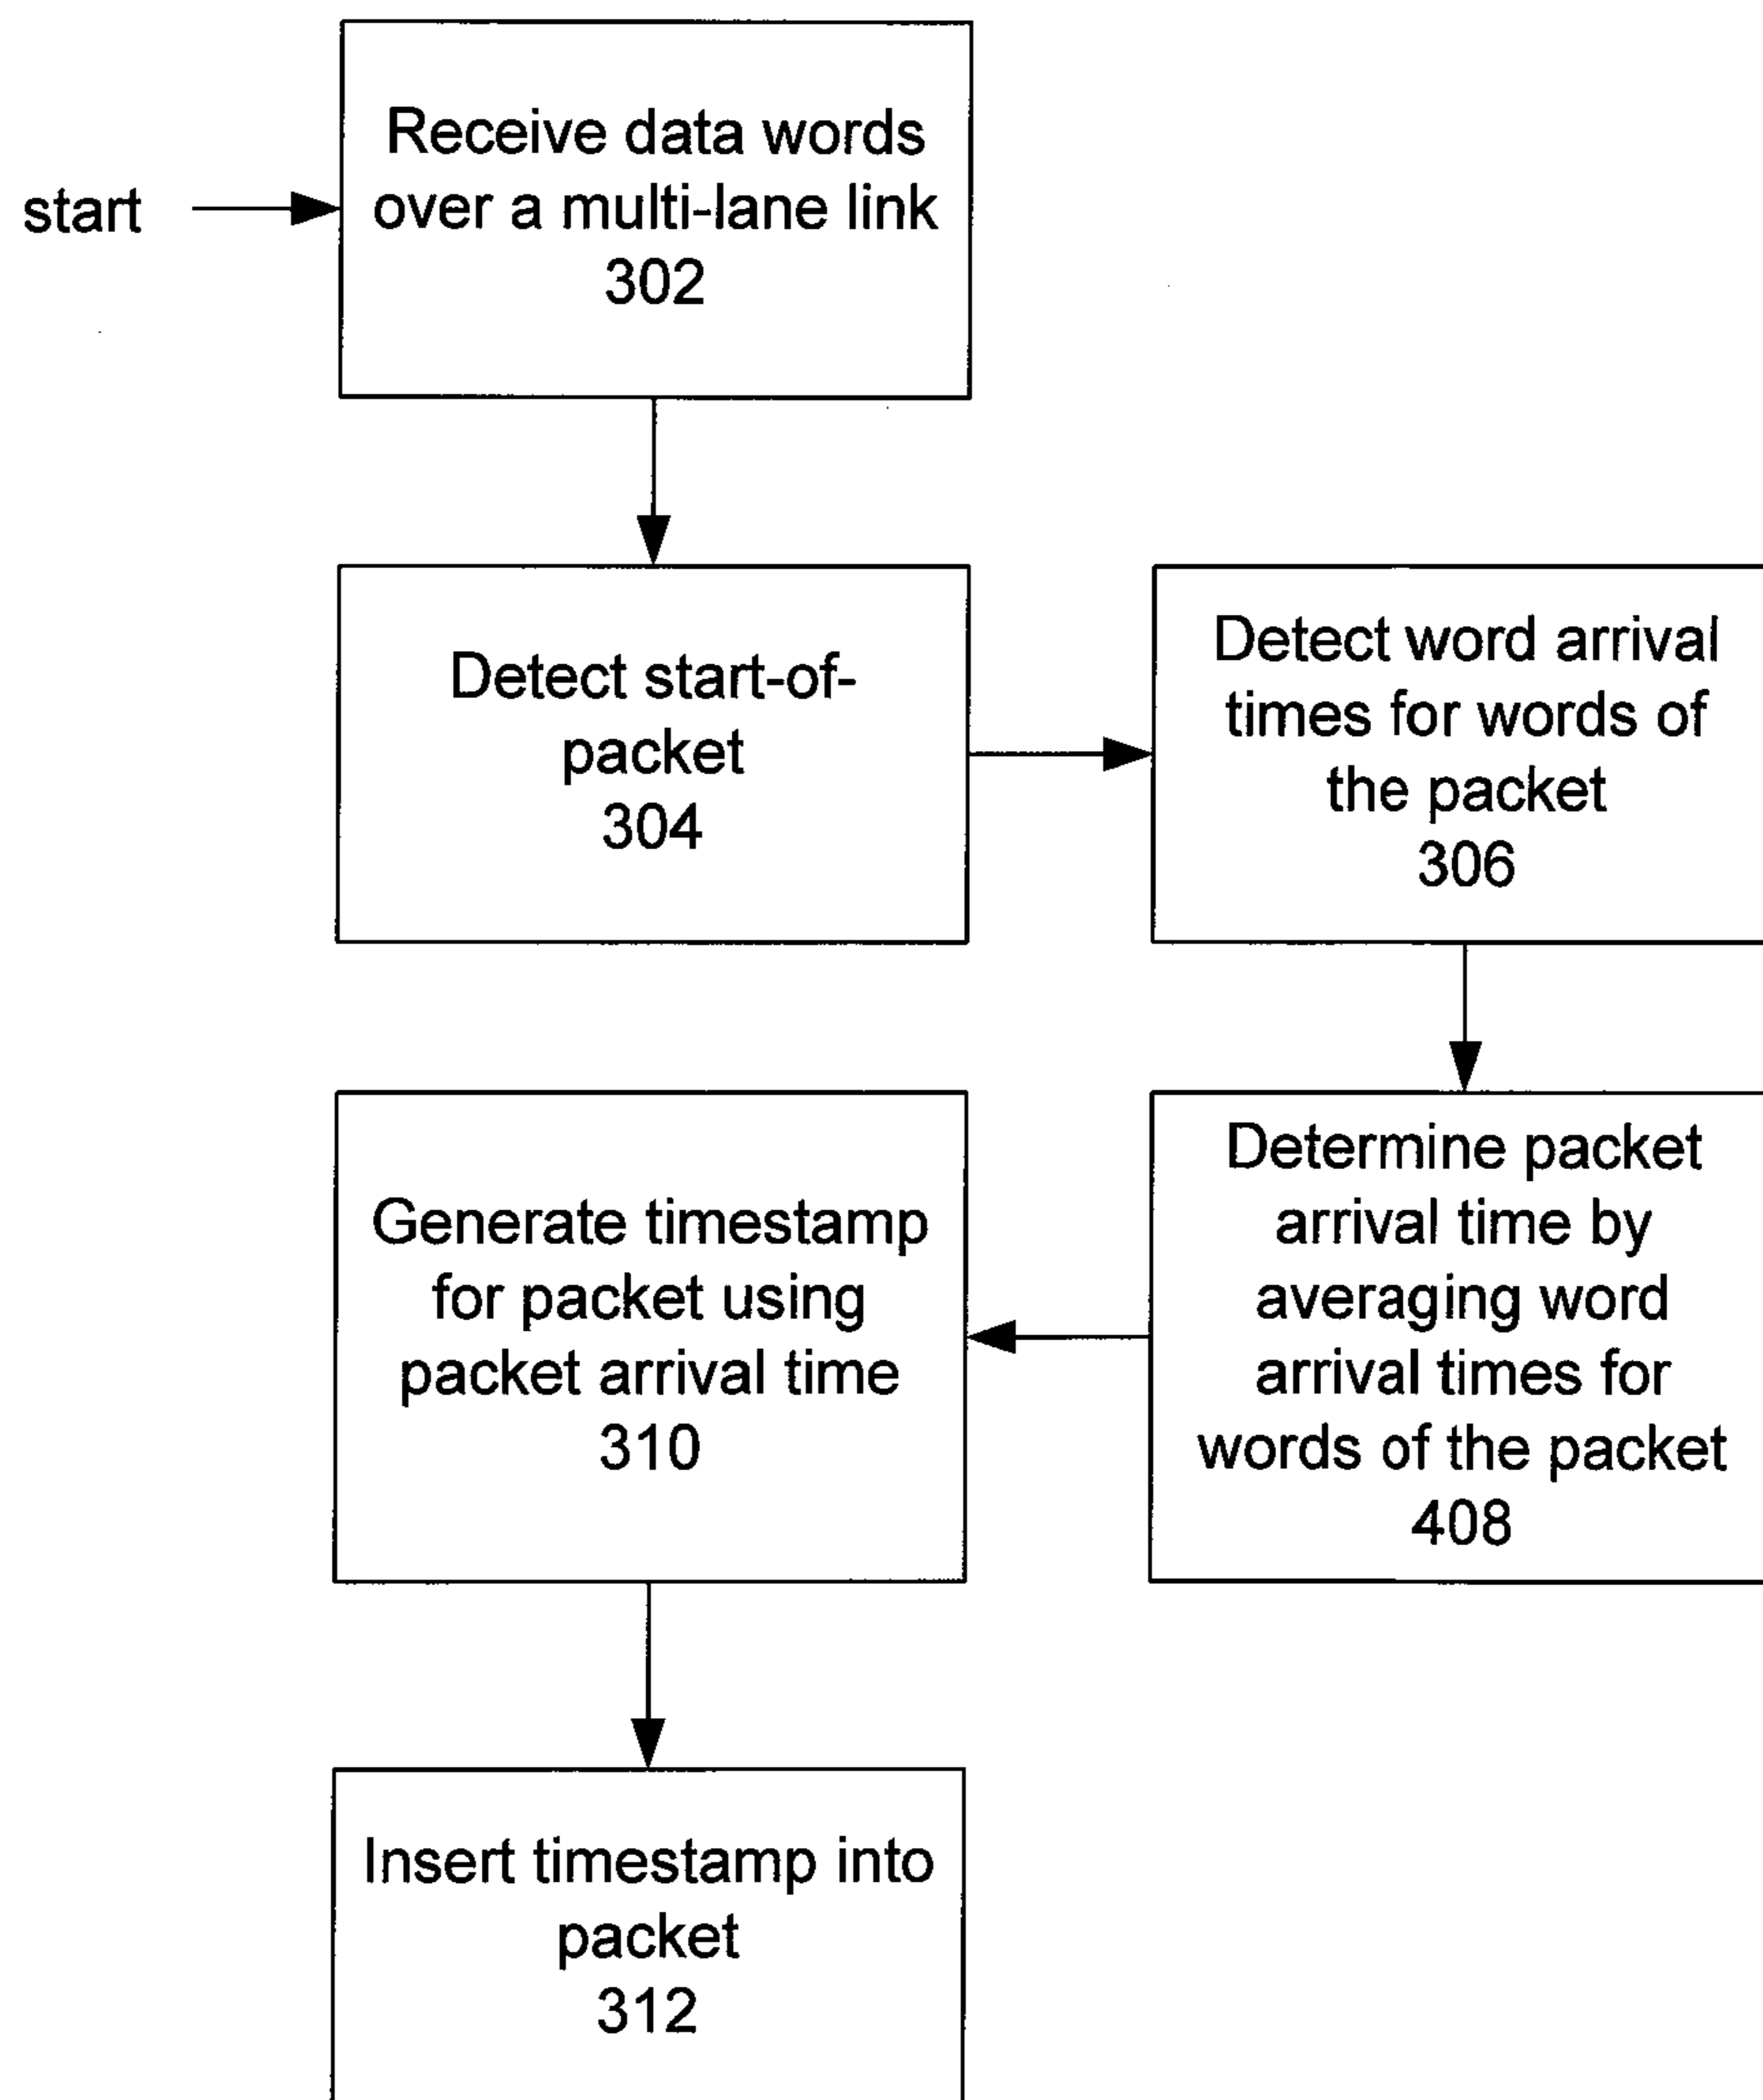 start
Receive data words
over a multi-lane link
302
Detect start-of-
packet
304
Detect word arrival
times for words of
the packet
306
Determine packet
arrival time by
averaging word
arrival times for
words of the packet
408
Generate timestamp
for packet using
packet arrival time
310
Insert timestamp into
packet
312